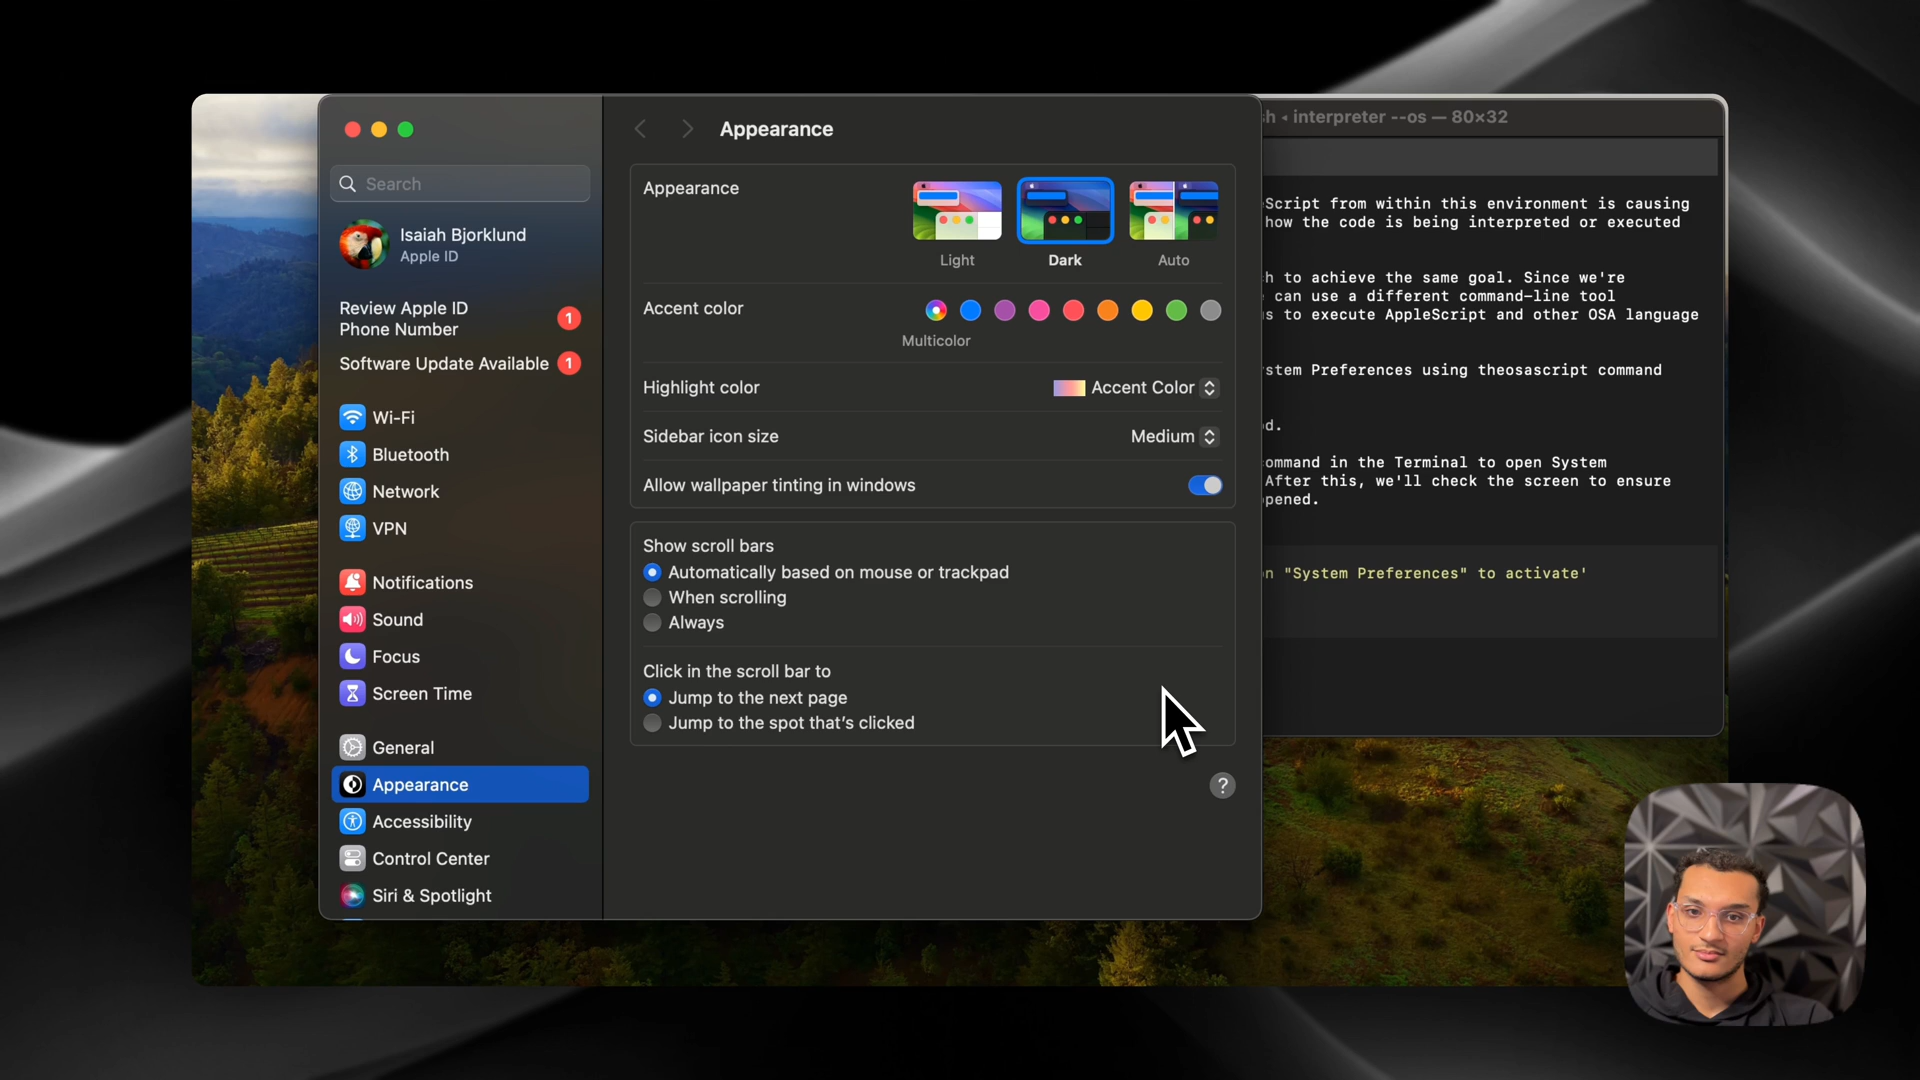 Search
Isaiah Bjorklund
Apple ID
Review Apple ID
Phone Number
1
Software Update Available
1
Wi-Fi
Bluetooth
Network
VPN
Notifications
Sound
Focus
Screen Time
General
Appearance
Accessibility
Control Center
Siri & Spotlight
Appearance
Appearance
Light
Dark
Auto
Accent color
Multicolor
Highlight color
Accent Color
Sidebar icon size
Medium
Allow wallpaper tinting in windows
Show scroll bars
Automatically based on mouse or trackpad
When scrolling
Always
Click in the scroll bar to
Jump to the next page
Jump to the spot that's clicked
?
h ◂ interpreter --os — 80×32
Script from within this environment is causing
how the code is being interpreted or executed
h to achieve the same goal. Since we're
can use a different command-line tool
s to execute AppleScript and other OSA language
stem Preferences using theosascript command
d.
ommand in the Terminal to open System
After this, we'll check the screen to ensure
pened.
n "System Preferences" to activate'